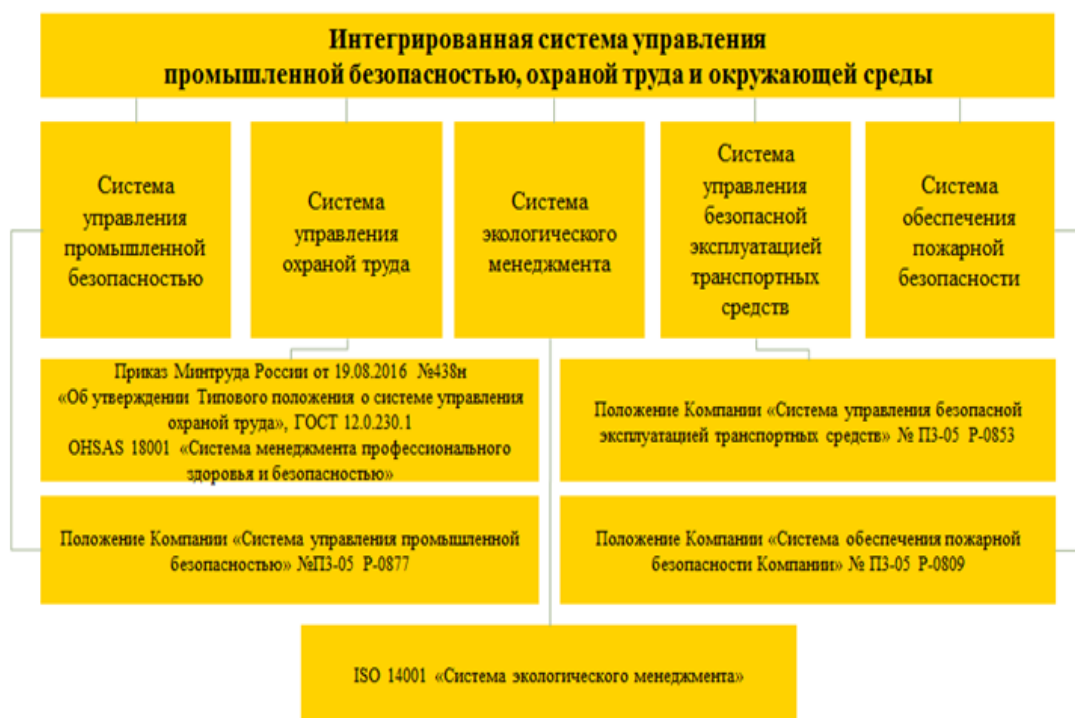 Интегрированная система управления
промышленной безопасностью, охраной труда и окружающей среды
Система
управления
промышленной
безопасностью
Система
управления
охраной труда
Система
экологического
менеджмента
Система
управления
безопасной
эксплуатацией
транспортных
средств
Система
обеспечения
пожарной
безопасности
Приказ Минтруда России от 19.08.2016 №438н
«Об утверждении Типового положения о системе управления
охраной труда», ГОСТ 12.0.230.1
OHSAS 18001 «Система менеджмента профессионального
здоровья и безопасностью»
Положение Компании «Система управления безопасной
эксплуатацией транспортных средств» № П3-05 Р-0853
Положение Компании «Система управления промышленной
безопасностью» №П3-05 Р-0877
Положение Компании «Система обеспечения пожарной
безопасности Компании» № П3-05 Р-0809
ISO 14001 «Система экологического менеджмента»